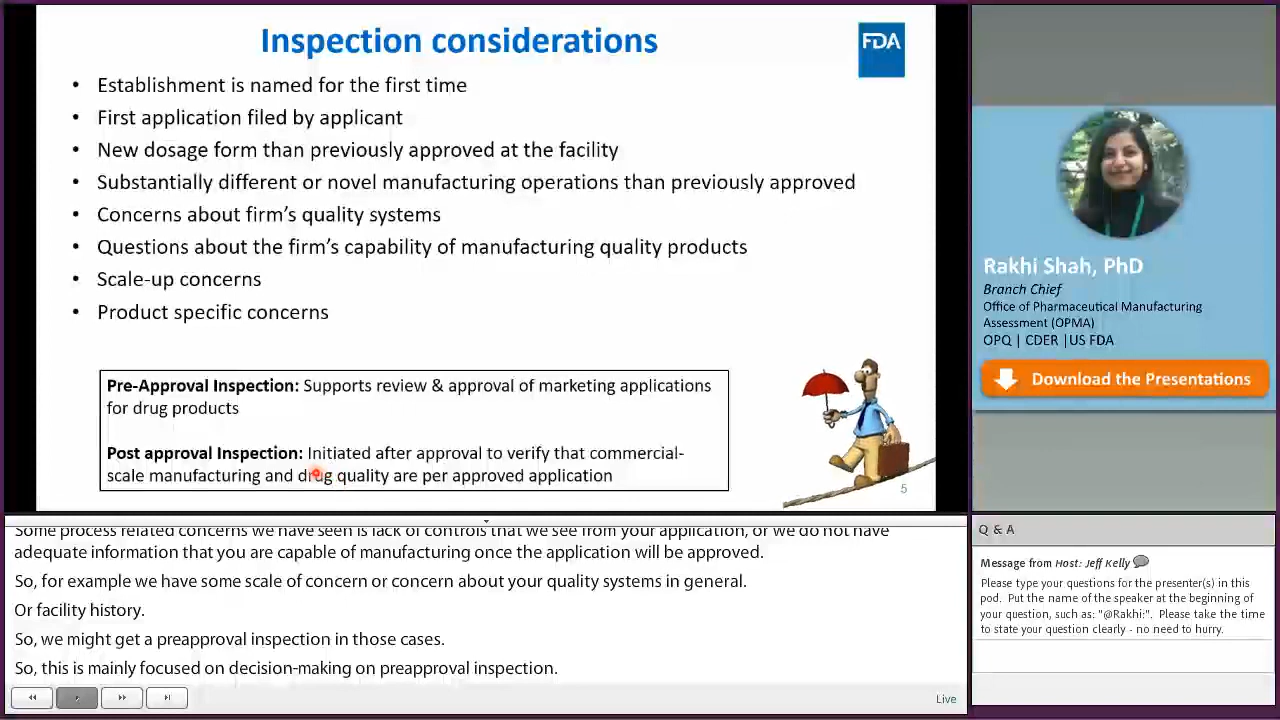 Inspection considerations
FDA
• Establishment is named for the first time
• First application filed by applicant
• New dosage form than previously approved at the facility
• Substantially different or novel manufacturing operations than previously approved
• Concerns about firm's quality systems
• Questions about the firm's capability of manufacturing quality products
• Scale-up concerns
• Product specific concerns
Pre-Approval Inspection: Supports review & approval of marketing applications
for drug products
Post approval Inspection: Initiated after approval to verify that commercial-
scale manufacturing and drug quality are per approved application
5
Some process related concerns we have seen is lack of controls that we see from your application, or we do not have
adequate information that you are capable of manufacturing once the application will be approved.
So, for example we have some scale of concern or concern about your quality systems in general.
Or facility history.
So, we might get a preapproval inspection in those cases.
So, this is mainly focused on decision-making on preapproval inspection.
Live
Rakhi Shah, PhD
Branch Chief
Office of Pharmaceutical Manufacturing
Assessment (OPMA)
OPQ | CDER |US FDA
Download the Presentations
Q & A
Message from Host: Jeff Kelly
Please type your questions for the presenter(s) in this
pod. Put the name of the speaker at the beginning of
your question, such as: "@Rakhi:". Please take the time
to state your question clearly - no need to hurry.